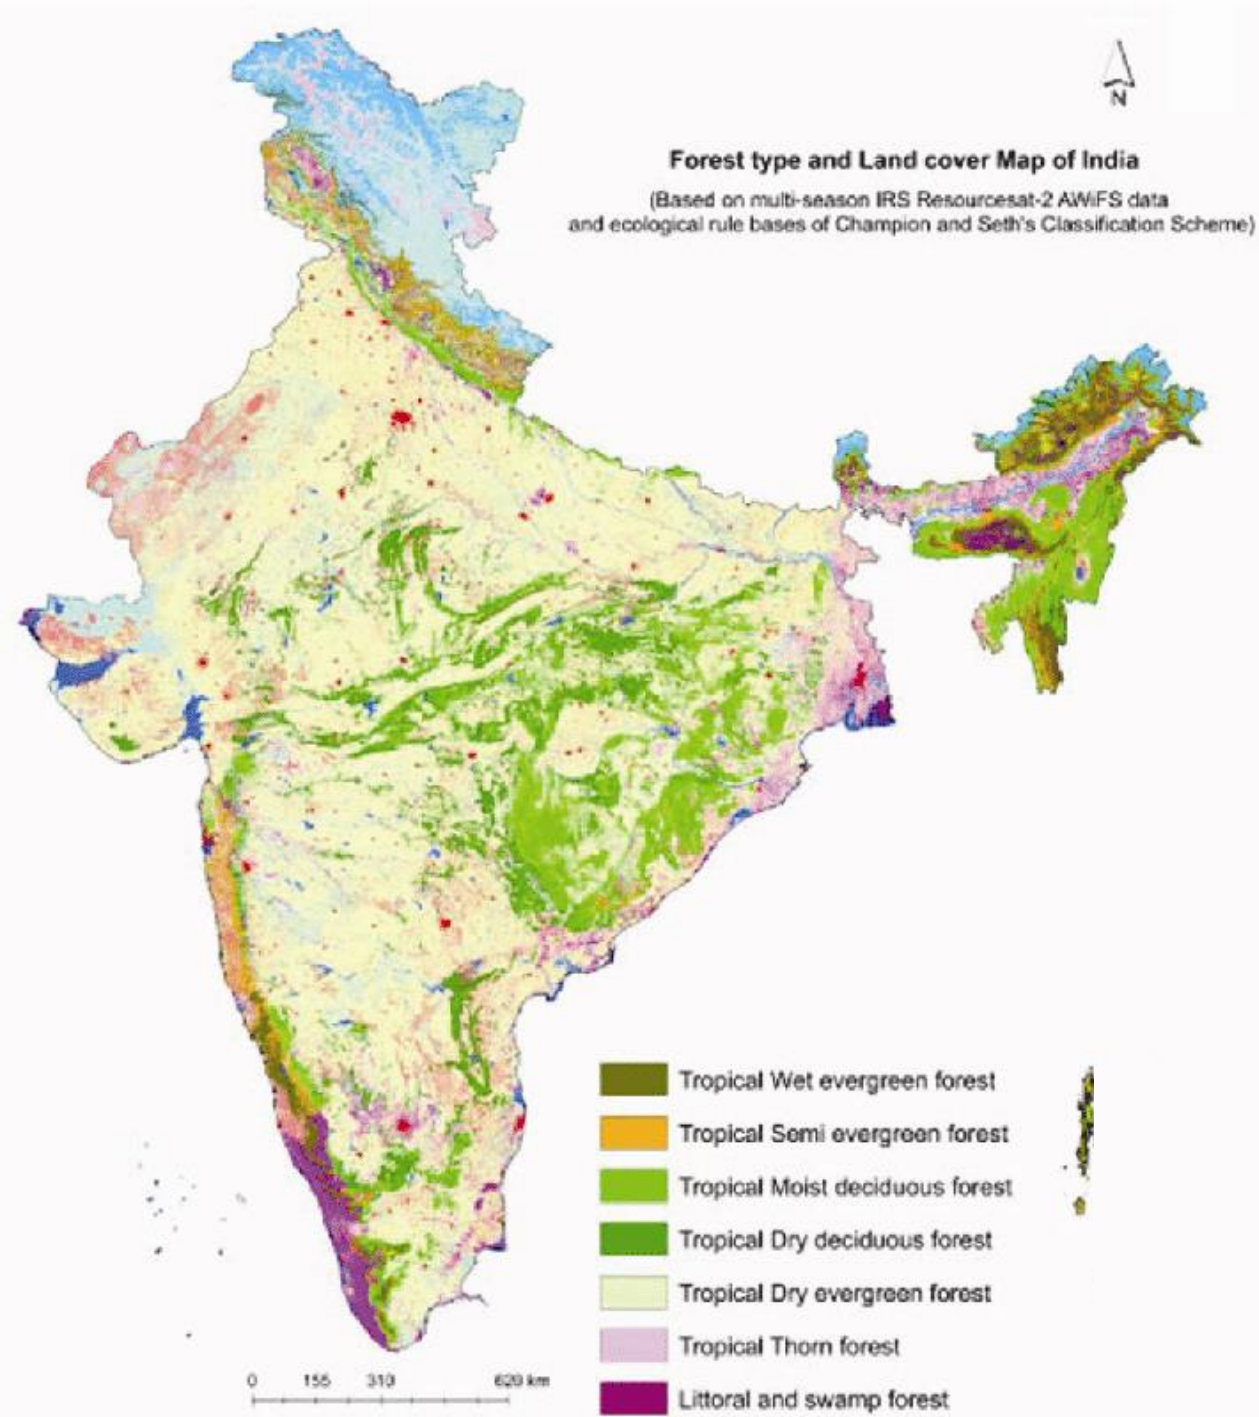 N
Forest type and Land cover Map of India
(Based on multi-season IRS Resourcesat-2 AWiFS data
and ecological rule bases of Champion and Seth's Classification Scheme)
Tropical Wet evergreen forest
Tropical Semi evergreen forest
Tropical Moist deciduous forest
Tropical Dry deciduous forest
Tropical Dry evergreen forest
Tropical Thorn forest
Littoral and swamp forest
0 155 310 620 km